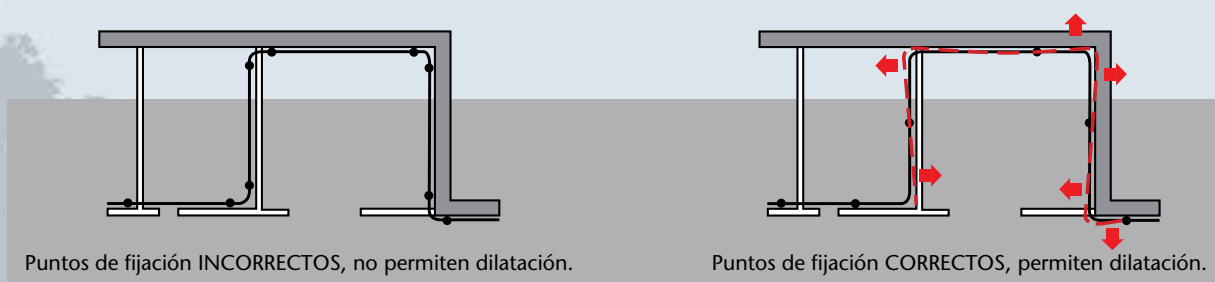 Puntos de fijación INCORRECTOS, no permiten dilatación.
Puntos de fijación CORRECTOS, permiten dilatación.